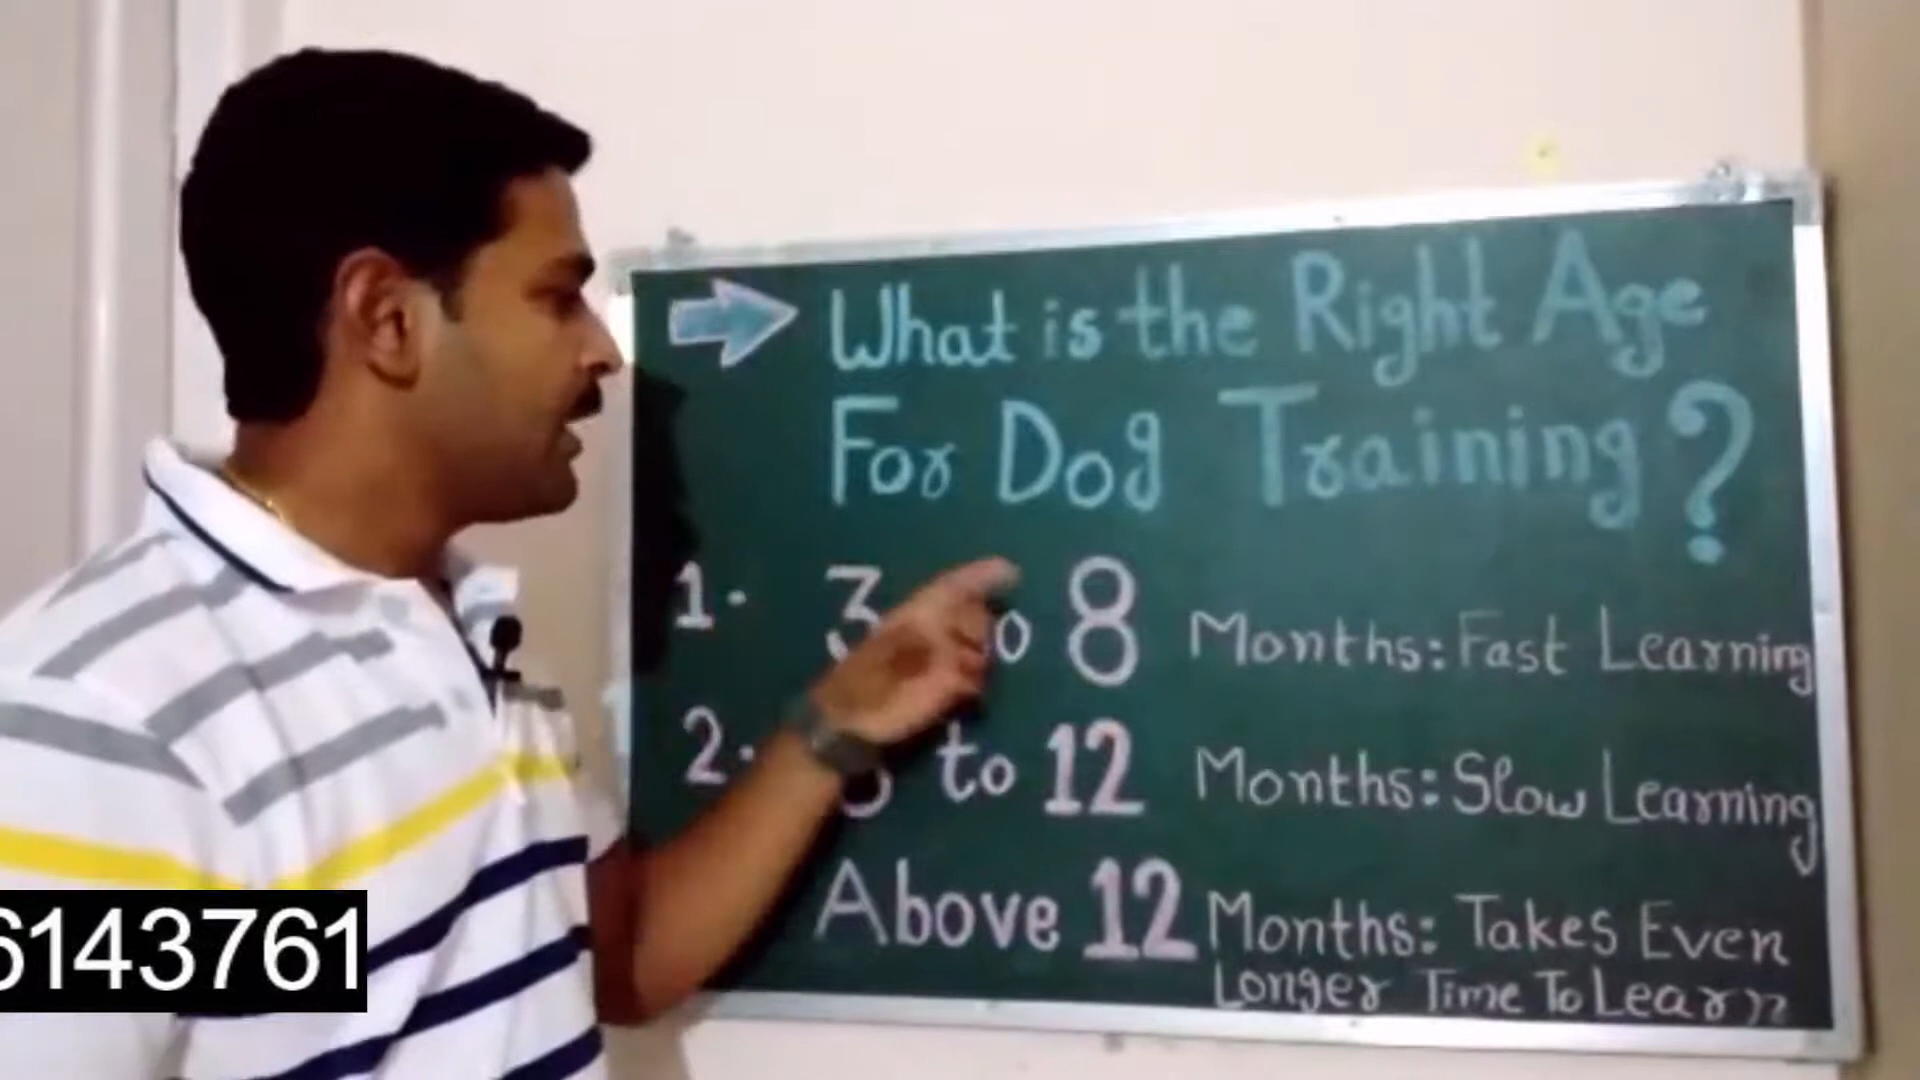 What is the Right Age
For Dog Training ?
1. 3 to 8 Months: Fast Learning
2. to 12 Months: Slow Learning
Above 12 Months: Takes Even
Longer Time To Learn
6143761